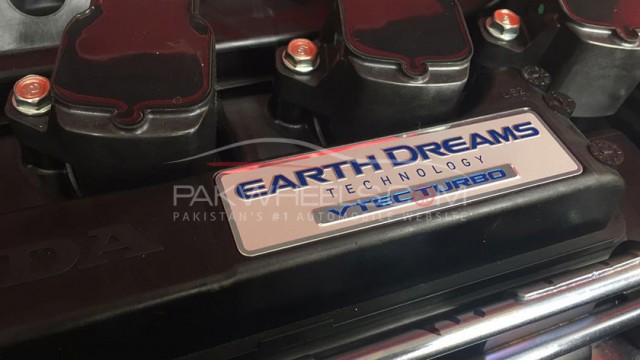 EARTH DREAMS
TECHNOLOGY
VTEC TURBO
PAKWHEELS.COM
PAKISTAN'S #1 AUTOMOBILE WEBSITE
DA